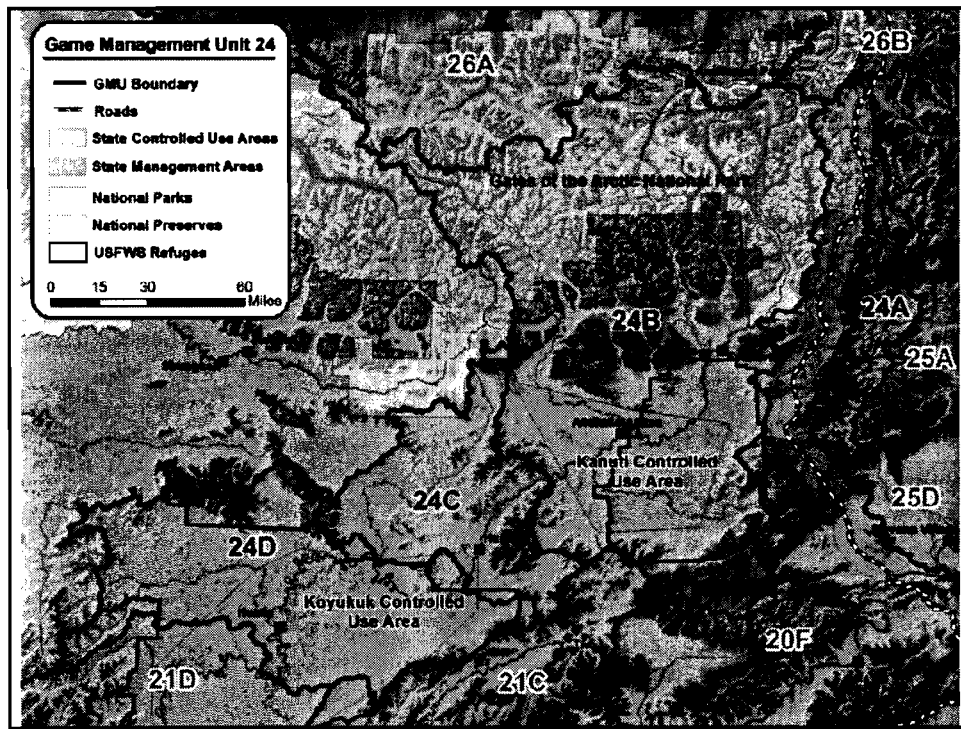 Game Management Unit 24
GMU Boundary
Roads
State Controlled Use Areas
State Management Areas
National Parks
National Preserves
USFWS Refuges
0 15 30 60
Miles
26A
26B
Gates of the Arctic National Park
24B
24A
25A
Kanuti Controlled
Use Area
24C
25D
24D
Koyukuk Controlled
Use Area
20F
21D
21C